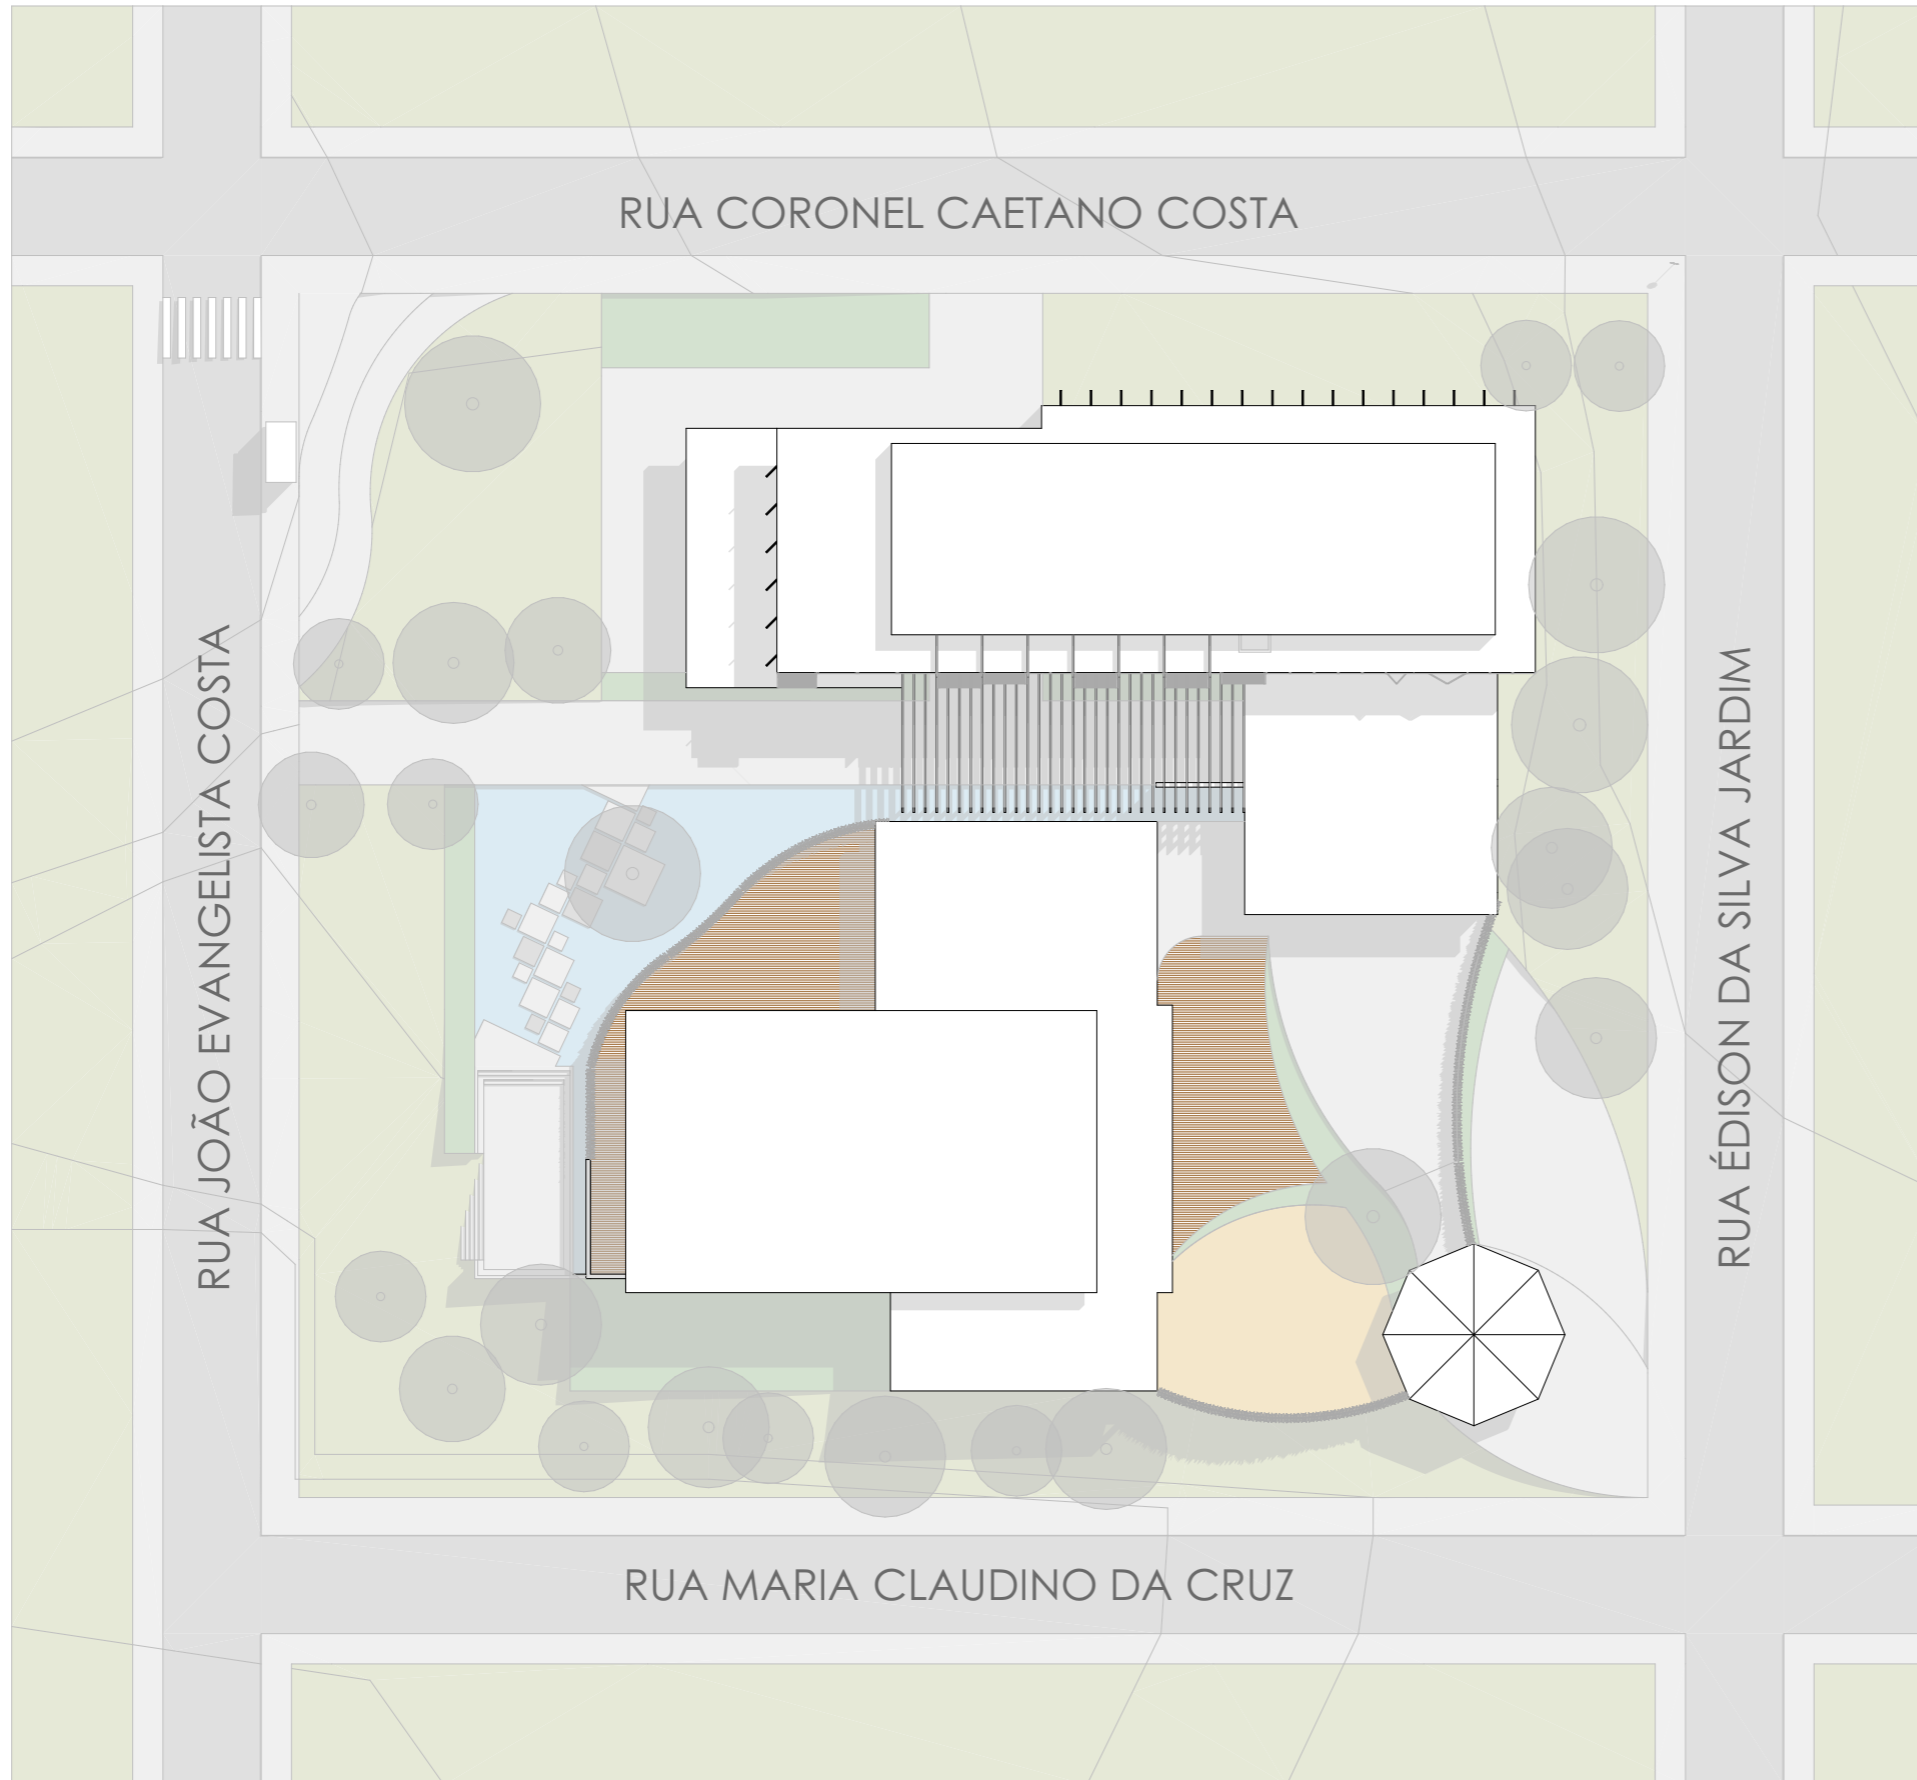 RUA CORONEL CAETANO COSTA
RUA JOÃO EVANGELISTA COSTA
RUA ÉDISON DA SILVA JARDIM
RUA MARIA CLAUDINO DA CRUZ